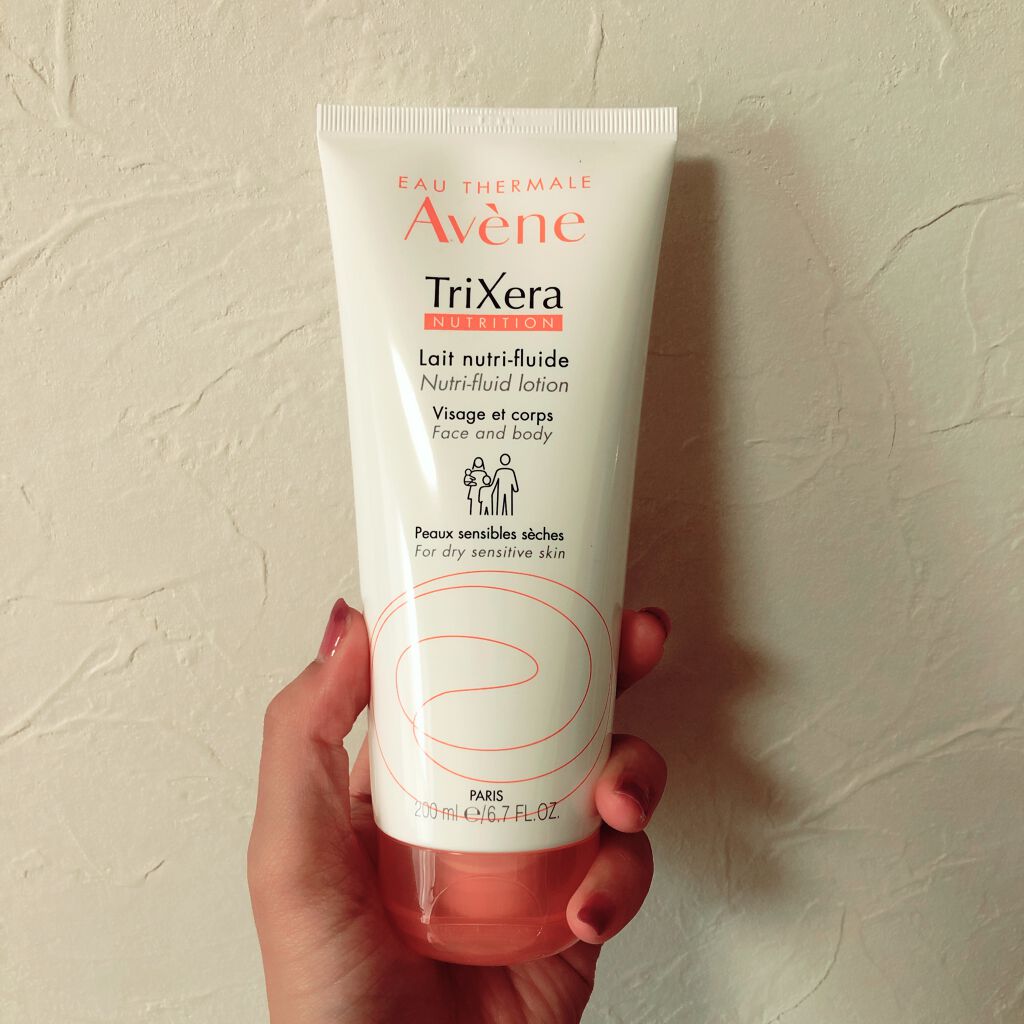 EAU THERMALE
Avène
TriXera
NUTRITION
Lait nutri-fluide
Nutri-fluid lotion
Visage et corps
Face and body
Peaux sensibles sèches
For dry sensitive skin
PARIS
200 ml ℮/6.7 FL.OZ.